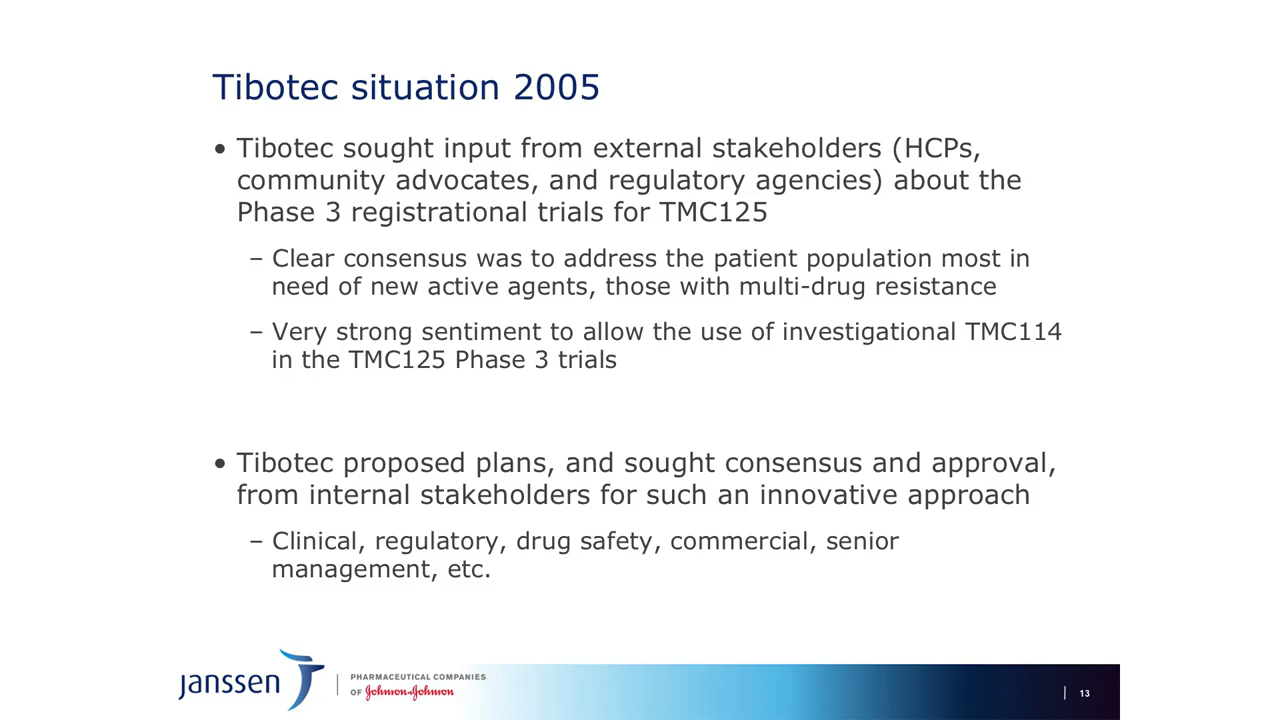 Tibotec situation 2005
• Tibotec sought input from external stakeholders (HCPs,
community advocates, and regulatory agencies) about the
Phase 3 registrational trials for TMC125
– Clear consensus was to address the patient population most in
need of new active agents, those with multi-drug resistance
– Very strong sentiment to allow the use of investigational TMC114
in the TMC125 Phase 3 trials
• Tibotec proposed plans, and sought consensus and approval,
from internal stakeholders for such an innovative approach
– Clinical, regulatory, drug safety, commercial, senior
management, etc.
janssen
PHARMACEUTICAL COMPANIES
OF Johnson & Johnson
13